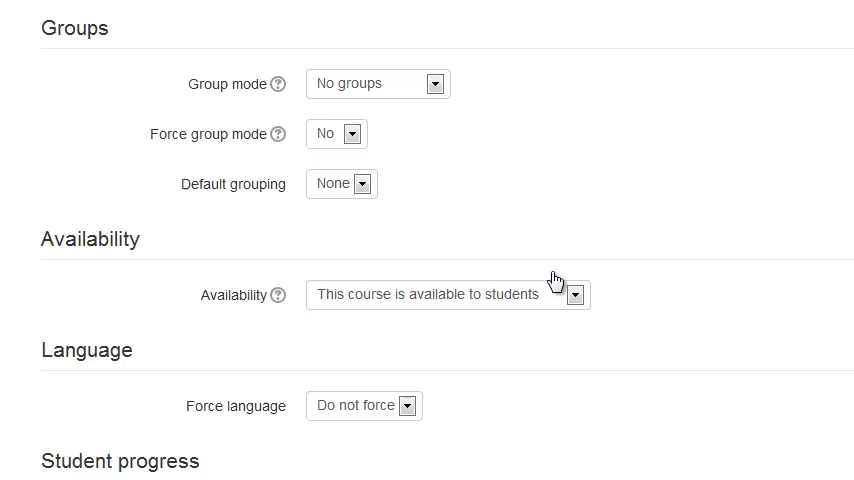 Groups
Group mode No groups
Force group mode No
Default grouping None
Availability
Availability This course is available to students
Language
Force language Do not force
Student progress